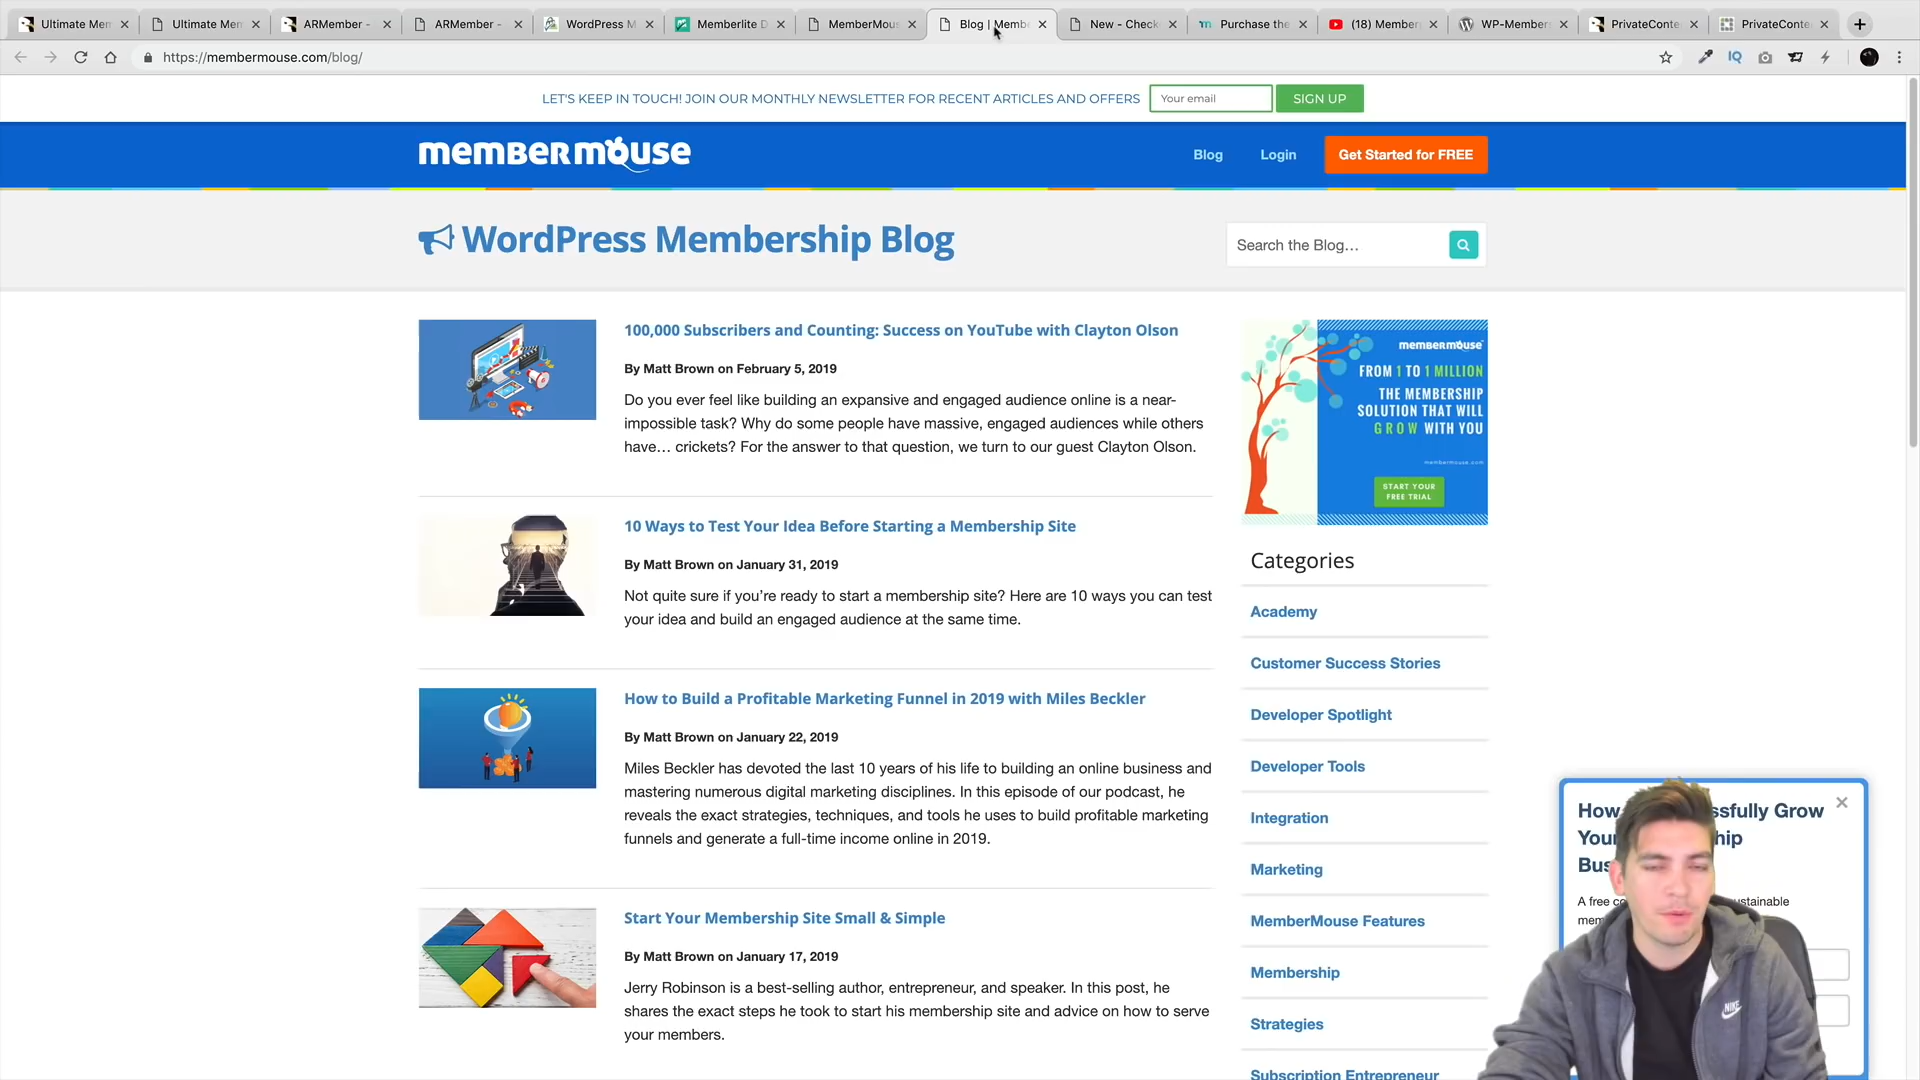 Ultimate Mem
Ultimate Mem
ARMember -
ARMember -
WordPress M
Memberlite D
MemberMous
Blog | Membe
New - Check
Purchase the
(18) Member
WP-Member
PrivateConte
PrivateConte
https://membermouse.com/blog/
IQ
LET'S KEEP IN TOUCH! JOIN OUR MONTHLY NEWSLETTER FOR RECENT ARTICLES AND OFFERS
Your email
SIGN UP
membermouse
Blog
Login
Get Started for FREE
WordPress Membership Blog
Search the Blog…
100,000 Subscribers and Counting: Success on YouTube with Clayton Olson
By Matt Brown on February 5, 2019
Do you ever feel like building an expansive and engaged audience online is a near-
impossible task? Why do some people have massive, engaged audiences while others
have… crickets? For the answer to that question, we turn to our guest Clayton Olson.
10 Ways to Test Your Idea Before Starting a Membership Site
By Matt Brown on January 31, 2019
Not quite sure if you’re ready to start a membership site? Here are 10 ways you can test
your idea and build an engaged audience at the same time.
How to Build a Profitable Marketing Funnel in 2019 with Miles Beckler
By Matt Brown on January 22, 2019
Miles Beckler has devoted the last 10 years of his life to building an online business and
mastering numerous digital marketing disciplines. In this episode of our podcast, he
reveals the exact strategies, techniques, and tools he uses to build profitable marketing
funnels and generate a full-time income online in 2019.
Start Your Membership Site Small & Simple
By Matt Brown on January 17, 2019
Jerry Robinson is a best-selling author, entrepreneur, and speaker. In this post, he
shares the exact steps he took to start his membership site and advice on how to serve
your members.
membermouse
FROM 1 TO 1 MILLION
THE MEMBERSHIP
SOLUTION THAT WILL
GROW WITH YOU
membermouse.com
START YOUR
FREE TRIAL
Categories
Academy
Customer Success Stories
Developer Spotlight
Developer Tools
Integration
Marketing
MemberMouse Features
Membership
Strategies
Subscription Entrepreneur
How ssfully Grow
You hip
Bus
A free co ustainable
mem
NIKE